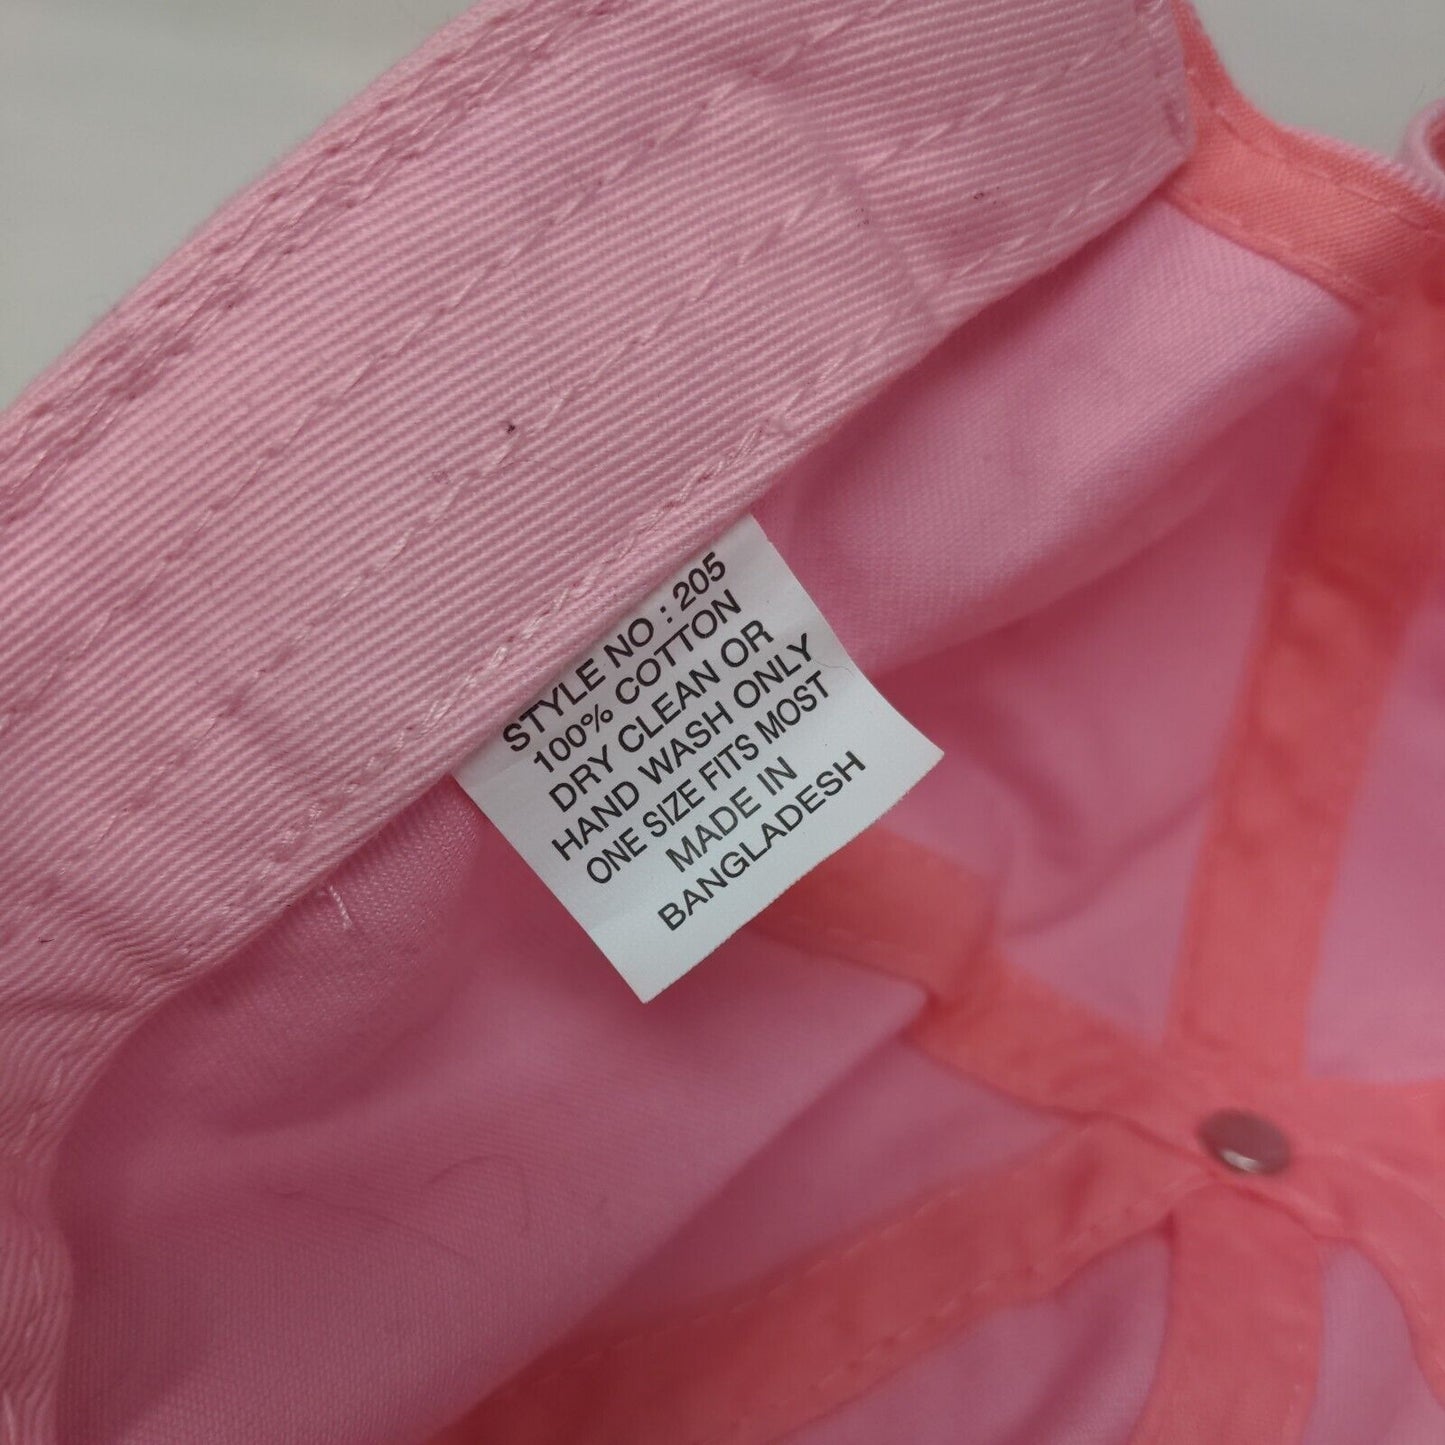 STYLE NO : 205
100% COTTON
DRY CLEAN OR
HAND WASH ONLY
ONE SIZE FITS MOST
MADE IN
BANGLADESH